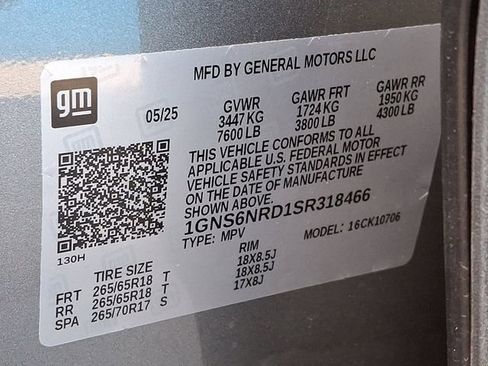 MFD BY GENERAL MOTORS LLC
gm
05/25 GVWR GAWR FRT GAWR RR
3447 KG 1724 KG 1950 KG
7600 LB 3800 LB 4300 LB
THIS VEHICLE CONFORMS TO ALL
APPLICABLE U.S. FEDERAL MOTOR
VEHICLE SAFETY STANDARDS IN EFFECT
ON THE DATE OF MANUFACTURE
SHOWN ABOVE.
1GNS6NRD1SR318466
TYPE: MPV MODEL: 16CK10706
130H
TIRE SIZE RIM
FRT 265/65R18 T 18X8.5J
RR 265/65R18 T 18X8.5J
SPA 265/70R17 S 17X8J